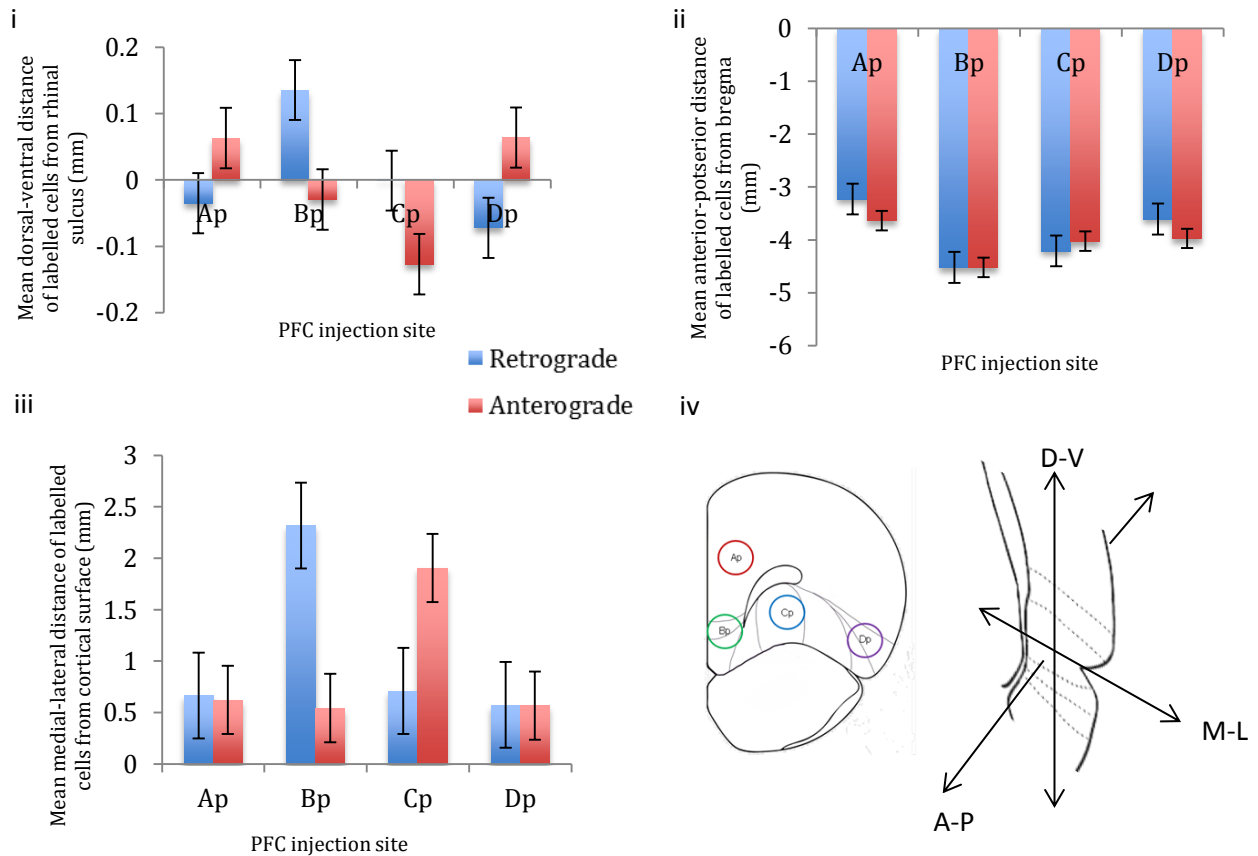 i
Mean dorsal-ventral distance
of labelled cells from rhinal
sulcus (mm)
0.2
0.1
0
-0.1
-0.2
Ap
Bp
Cp
Dp
PFC injection site
ii
Mean anterior-potserior distance
of labelled cells from bregma
(mm)
0
-1
-2
-3
-4
-5
-6
Ap
Bp
Cp
Dp
PFC injection site
Retrograde
Anterograde
iii
Mean medial-lateral distance of labelled
cells from cortical surface (mm)
3
2.5
2
1.5
1
0.5
0
Ap
Bp
Cp
Dp
PFC injection site
iv
Ap
Bp
Cp
Dp
D-V
M-L
A-P